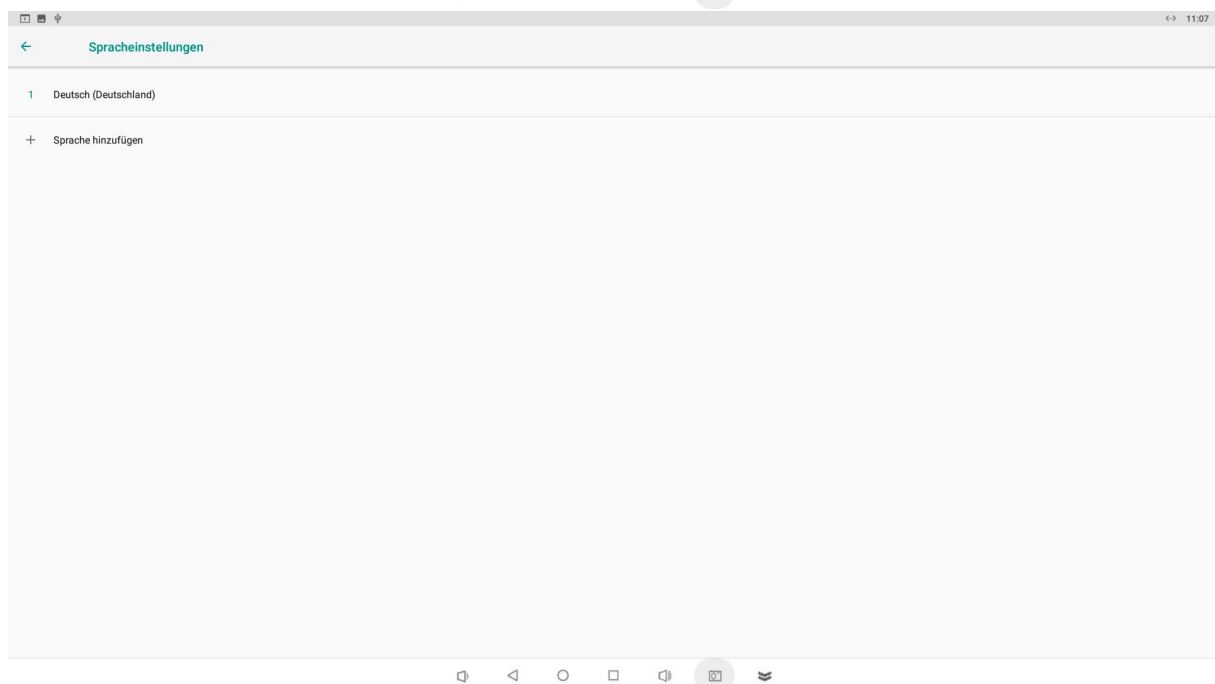 11:07
Spracheinstellungen
1 Deutsch (Deutschland)
+ Sprache hinzufügen